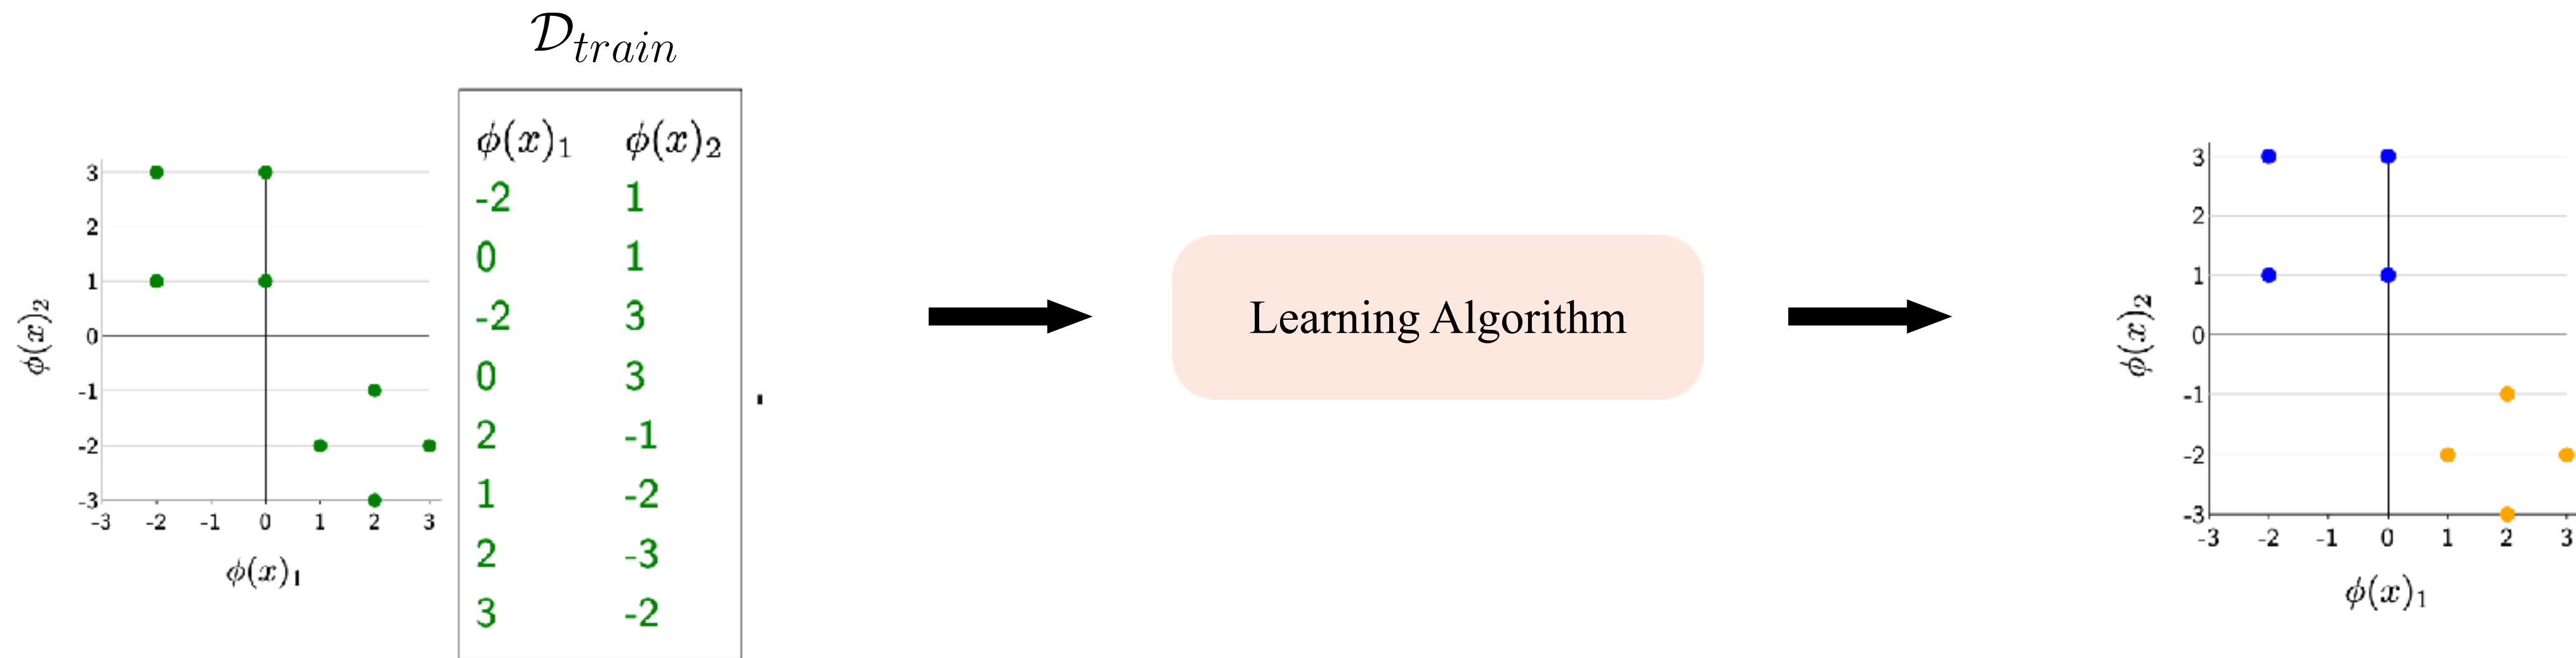 𝒟train
3
2
1
0
-1
-2
-3
-3 -2 -1 0 1 2 3
ϕ(x)₂
ϕ(x)₁
ϕ(x)₁ ϕ(x)₂
-2 1
0 1
-2 3
0 3
2 -1
1 -2
2 -3
3 -2
Learning Algorithm
3
2
1
0
-1
-2
-3
-3 -2 -1 0 1 2 3
ϕ(x)₂
ϕ(x)₁